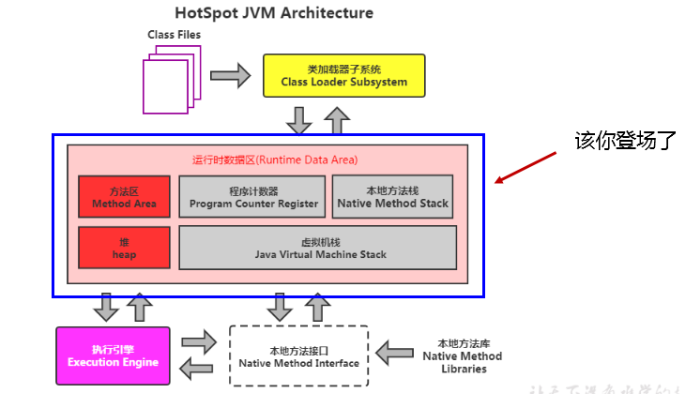 HotSpot JVM Architecture
Class Files
类加载器子系统
Class Loader Subsystem
该你登场了
运行时数据区(Runtime Data Area)
方法区
Method Area
程序计数器
Program Counter Register
本地方法栈
Native Method Stack
堆
heap
虚拟机栈
Java Virtual Machine Stack
执行引擎
Execution Engine
本地方法接口
Native Method Interface
本地方法库
Native Method
Libraries